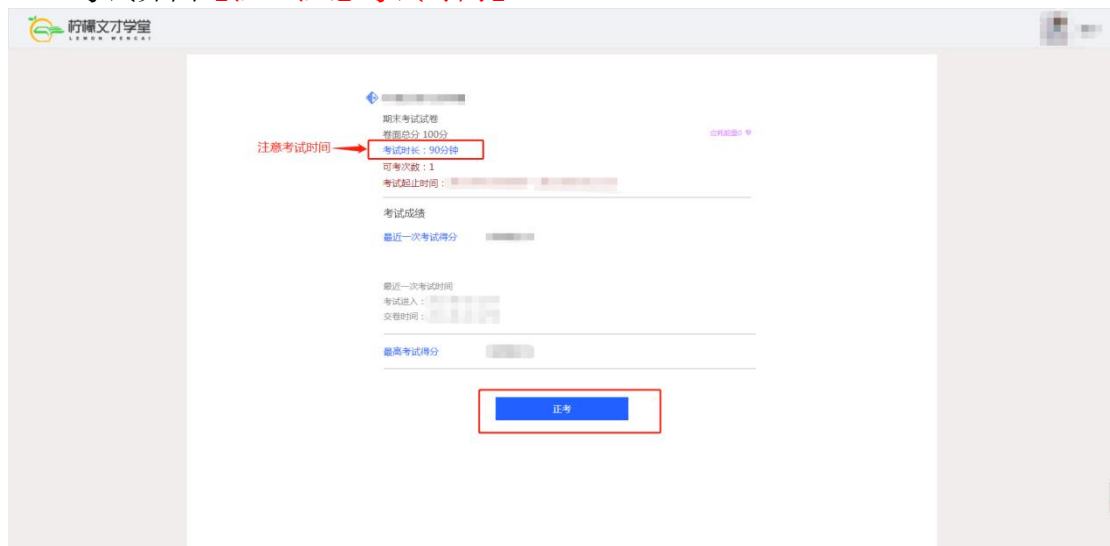 柠檬文才学堂
LEMON WENCAI
期末考试试卷
卷面总分 100分
注意考试时间
考试时长：90分钟
可考次数：1
考试起止时间：
考试成绩
最近一次考试得分
最近一次考试时间
考试进入：
交卷时间：
最高考试得分
正考